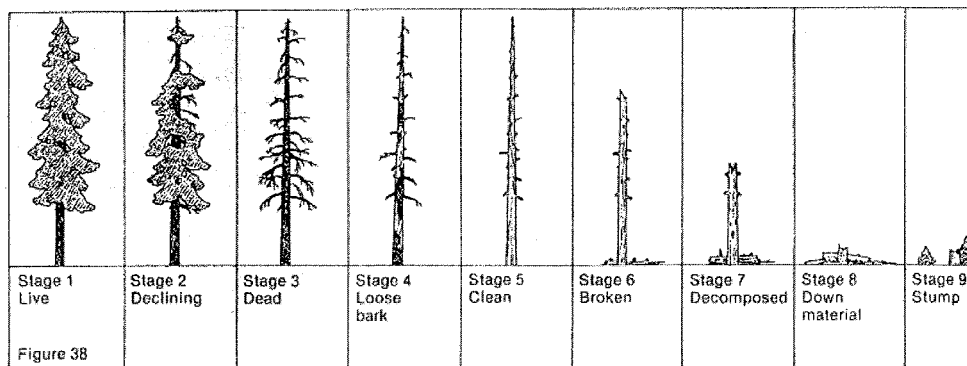 Stage 1
Live
Stage 2
Declining
Stage 3
Dead
Stage 4
Loose
bark
Stage 5
Clean
Stage 6
Broken
Stage 7
Decomposed
Stage 8
Down
material
Stage 9
Stump
Figure 38